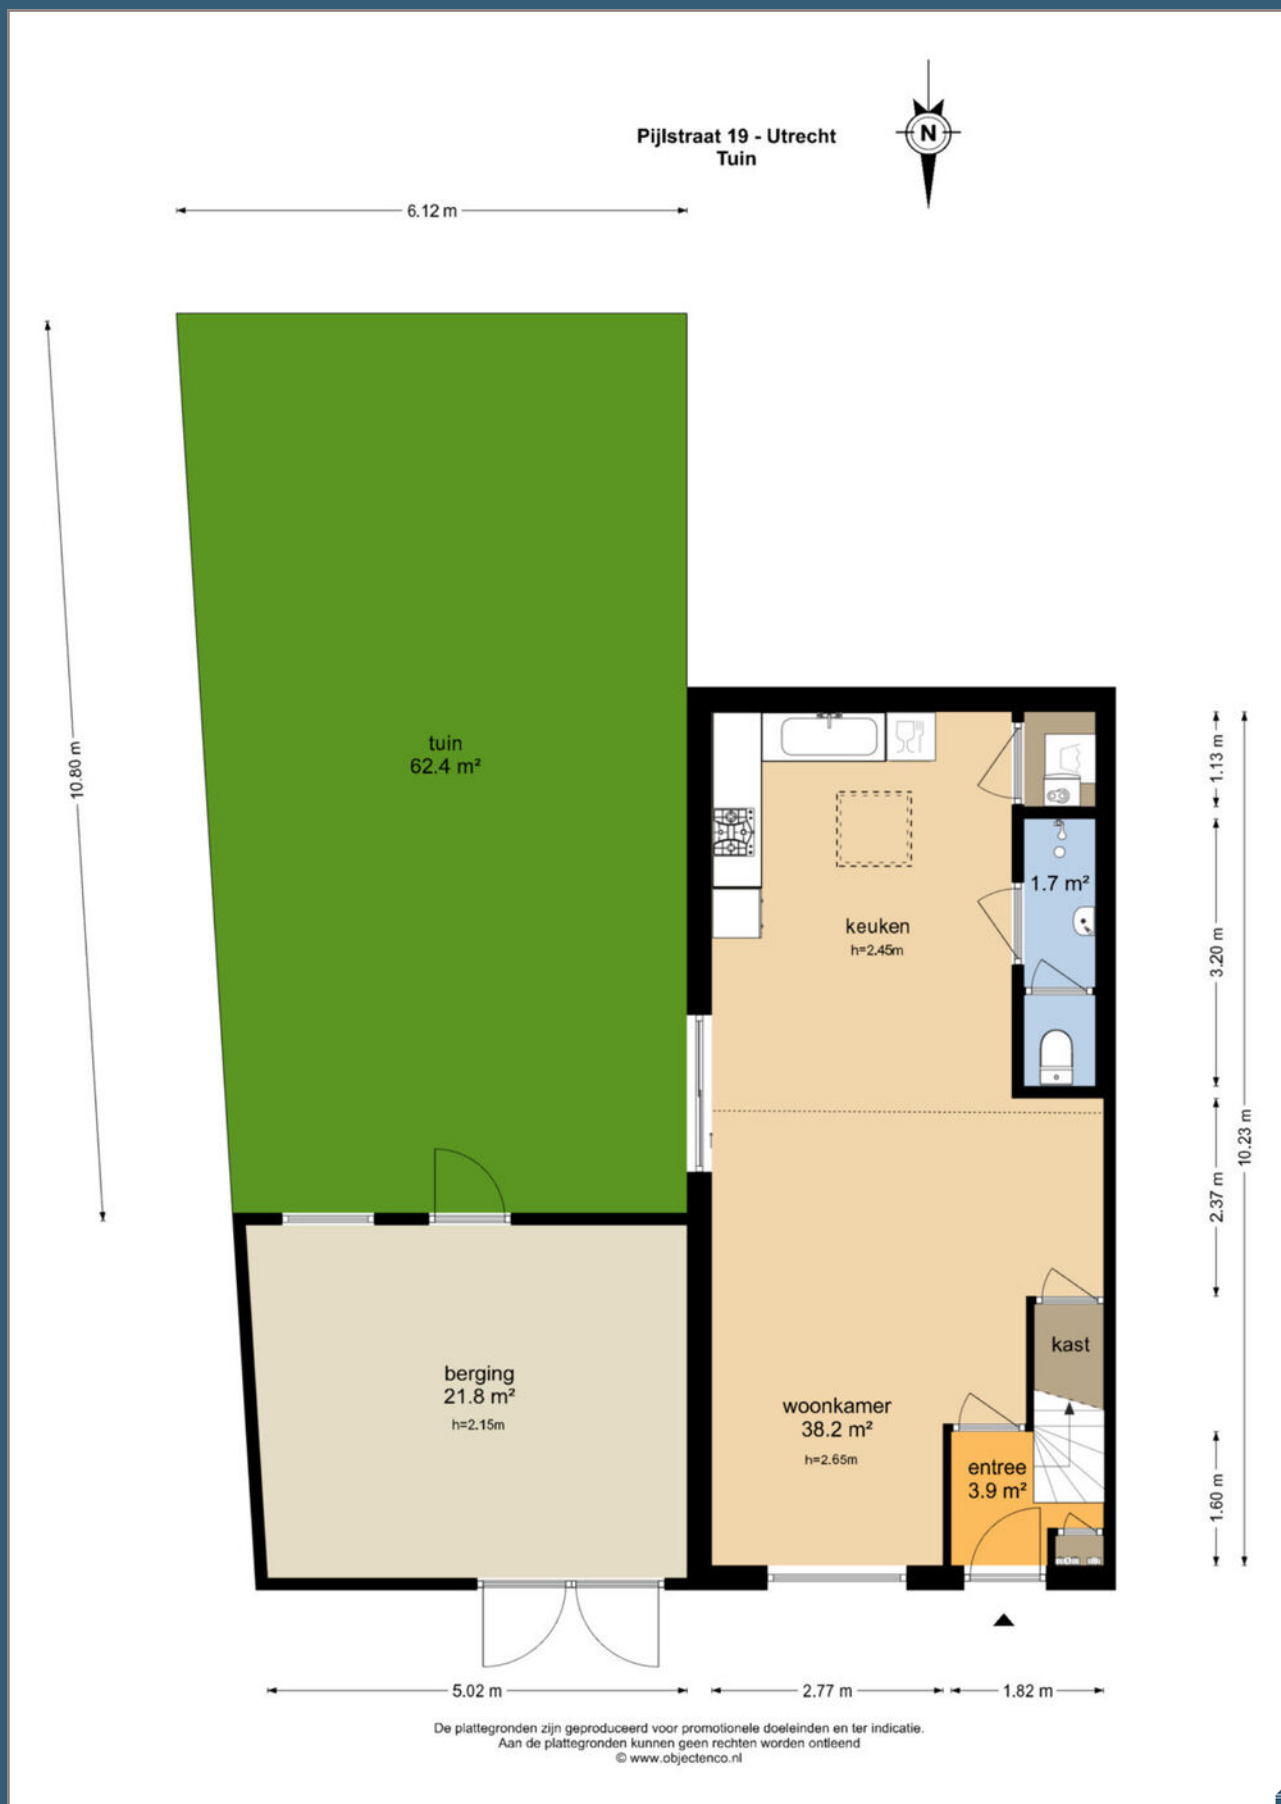 Pijlstraat 19 - Utrecht
Tuin
N
6.12 m
10.80 m
tuin
62.4 m²
1.13 m
1.7 m²
keuken
h=2.45m
3.20 m
10.23 m
2.37 m
kast
berging
21.8 m²
h=2.15m
woonkamer
38.2 m²
h=2.65m
entree
3.9 m²
1.60 m
5.02 m
2.77 m
1.82 m
De plattegronden zijn geproduceerd voor promotionele doeleinden en ter indicatie.
Aan de plattegronden kunnen geen rechten worden ontleend
© www.objectenco.nl